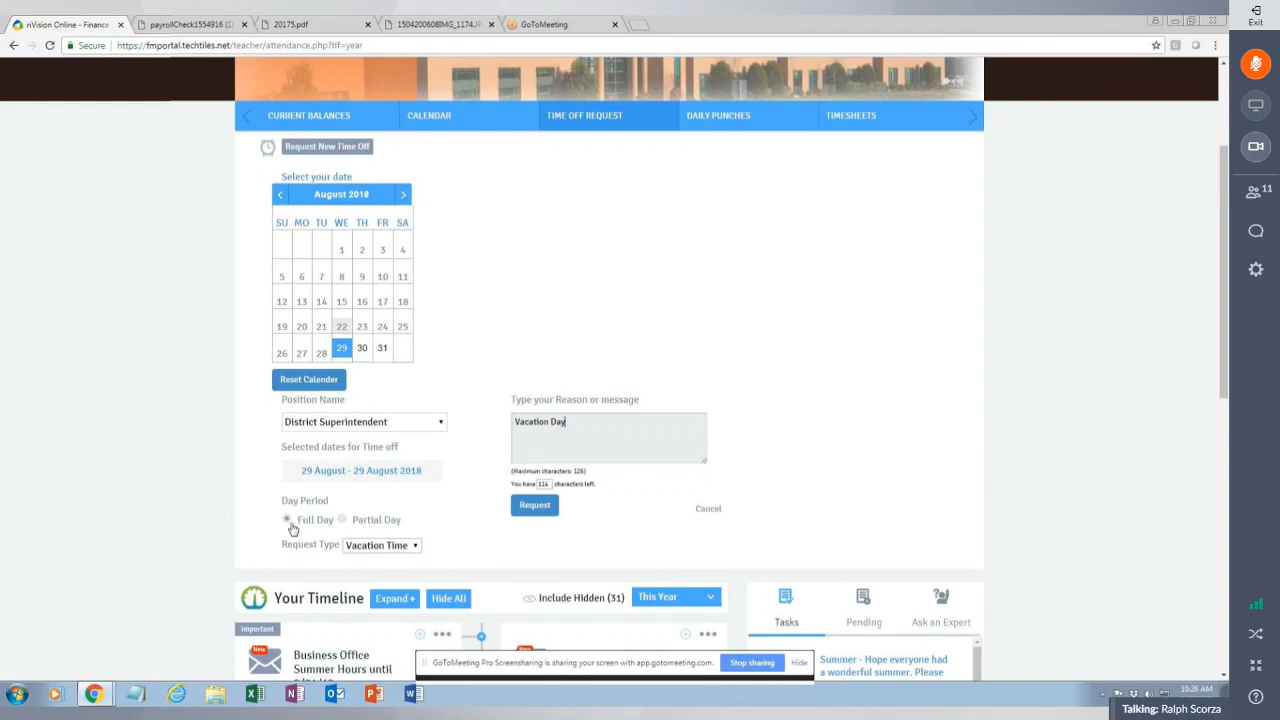 nVision Online - Finance
payrollCheck1554916 (1)
20175.pdf
1504200608IMG_1174.JP
GoToMeeting
Exit
Secure
https://fmportal.techtiles.net/teacher/attendance.php?tlf=year
CURRENT BALANCES
CALENDAR
TIME OFF REQUEST
DAILY PUNCHES
TIMESHEETS
Request New Time Off
Select your date
August 2018
SU MO TU WE TH FR SA
1 2 3 4
5 6 7 8 9 10 11
12 13 14 15 16 17 18
19 20 21 22 23 24 25
26 27 28 29 30 31
11
Reset Calender
Position Name
District Superintendent
Selected dates for Time off
29 August - 29 August 2018
Day Period
Full Day
Partial Day
Request Type
Vacation Time
Type your Reason or message
Vacation Day
(Maximum characters: 126)
You have 114 characters left.
Request
Cancel
Your Timeline
Expand +
Hide All
Include Hidden (31)
This Year
Tasks
Pending
Ask an Expert
Important
New
Business Office
Summer Hours until
New
Summer - Hope everyone had
a wonderful summer. Please
GoToMeeting Pro Screensharing is sharing your screen with app.gotomeeting.com.
Stop sharing
Hide
10:26 AM
Talking: Ralph Scorza